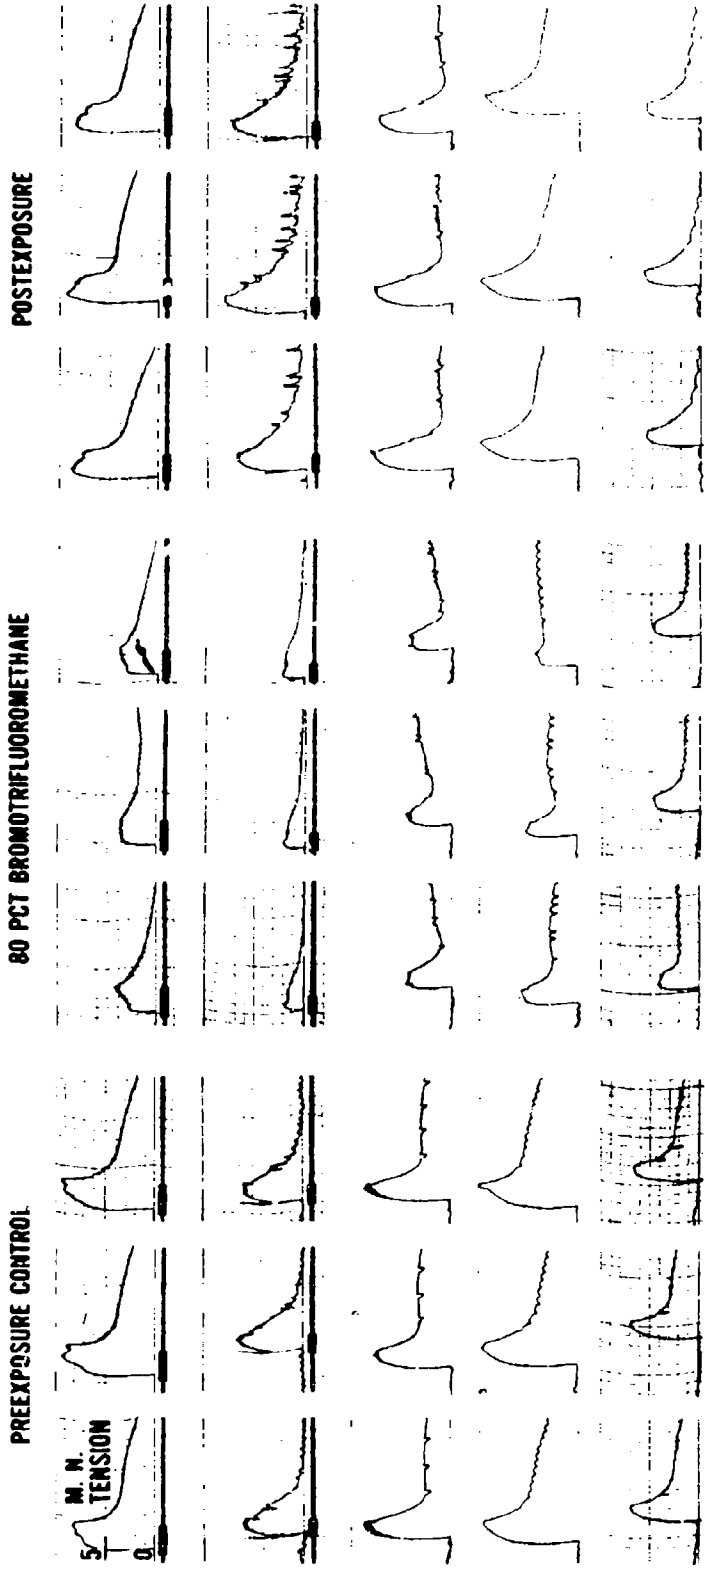 PREEXPOSURE CONTROL
80 PCT BROMOTRIFLUOROMETHANE
POSTEXPOSURE
M. N.
TENSION
5
0